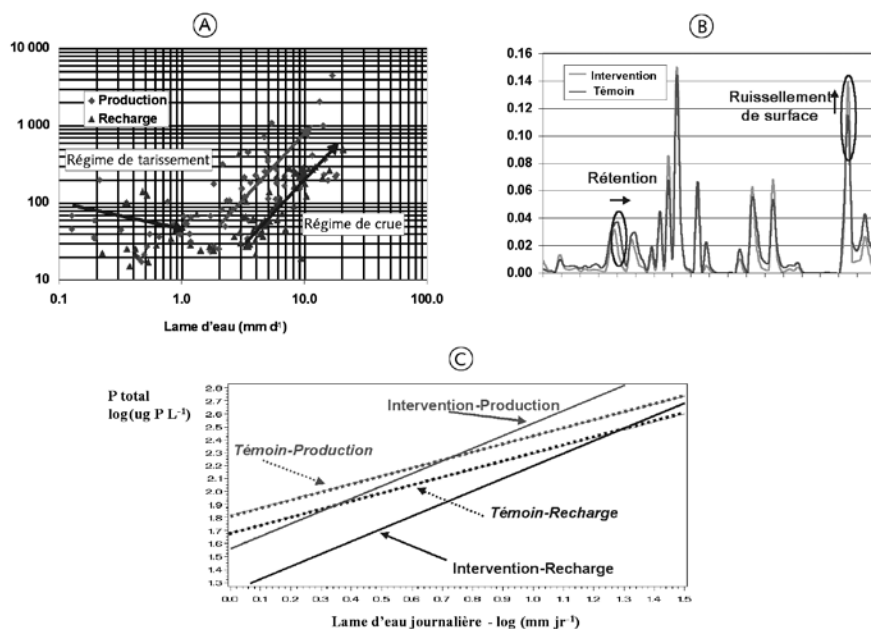 A
10 000
1 000
100
10
Production
Recharge
Régime de tarissement
Régime de crue
0.1
1.0
10.0
100.0
Lame d'eau (mm d¹)
B
0.16
0.14
0.12
0.10
0.08
0.06
0.04
0.02
0.00
Intervention
Témoin
Ruissellement
de surface
Rétention
C
P total
log (ug P L⁻¹)
2.0
2.8
2.7
2.6
2.5
2.4
2.3
2.2
2.1
2.0
1.9
1.8
1.7
1.6
1.5
1.4
1.3
Intervention-Production
Témoin-Production
Témoin-Recharge
Intervention-Recharge
0.0 0.1 0.2 0.3 0.4 0.5 0.6 0.7 0.8 0.9 1.0 1.1 1.2 1.3 1.4 1.5
Lame d'eau journalière - log (mm jr⁻¹)